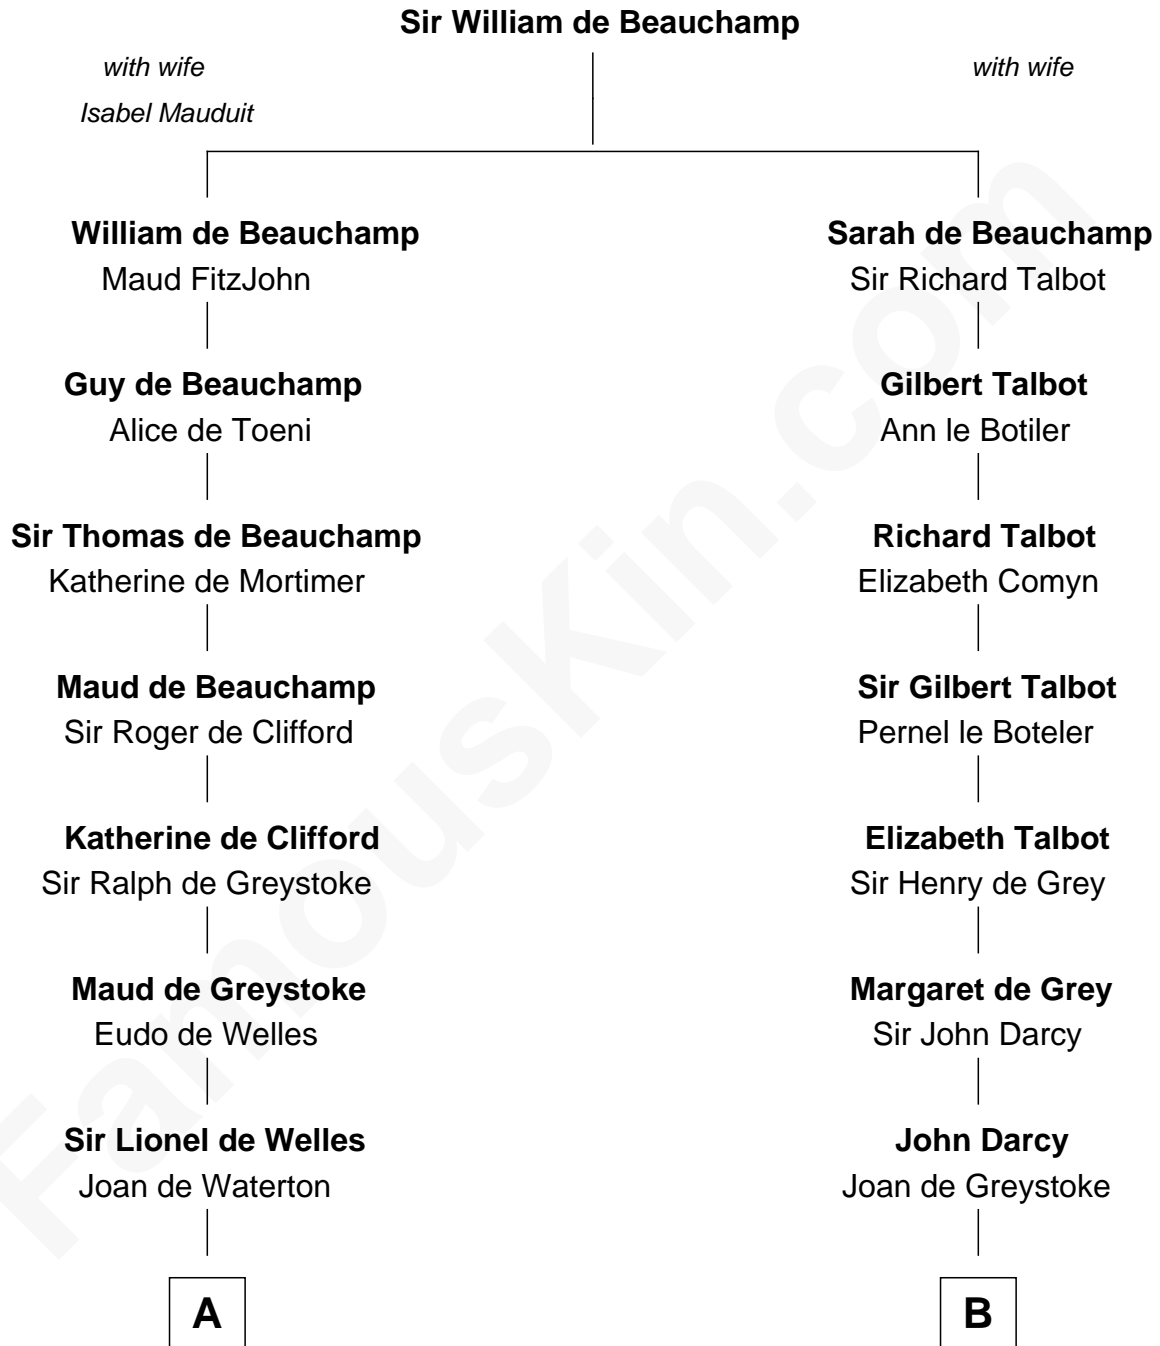 Sir William de Beauchamp
with wife
with wife
Isabel Mauduit
William de Beauchamp
Sarah de Beauchamp
Maud FitzJohn
Sir Richard Talbot
Guy de Beauchamp
Gilbert Talbot
Alice de Toeni
Ann le Botiler
Sir Thomas de Beauchamp
Richard Talbot
Katherine de Mortimer
Elizabeth Comyn
Maud de Beauchamp
Sir Gilbert Talbot
Sir Roger de Clifford
Pernel le Boteler
Katherine de Clifford
Elizabeth Talbot
Sir Ralph de Greystoke
Sir Henry de Grey
Maud de Greystoke
Margaret de Grey
Eudo de Welles
Sir John Darcy
Sir Lionel de Welles
John Darcy
Joan de Waterton
Joan de Greystoke
A
B
FamousKin.com